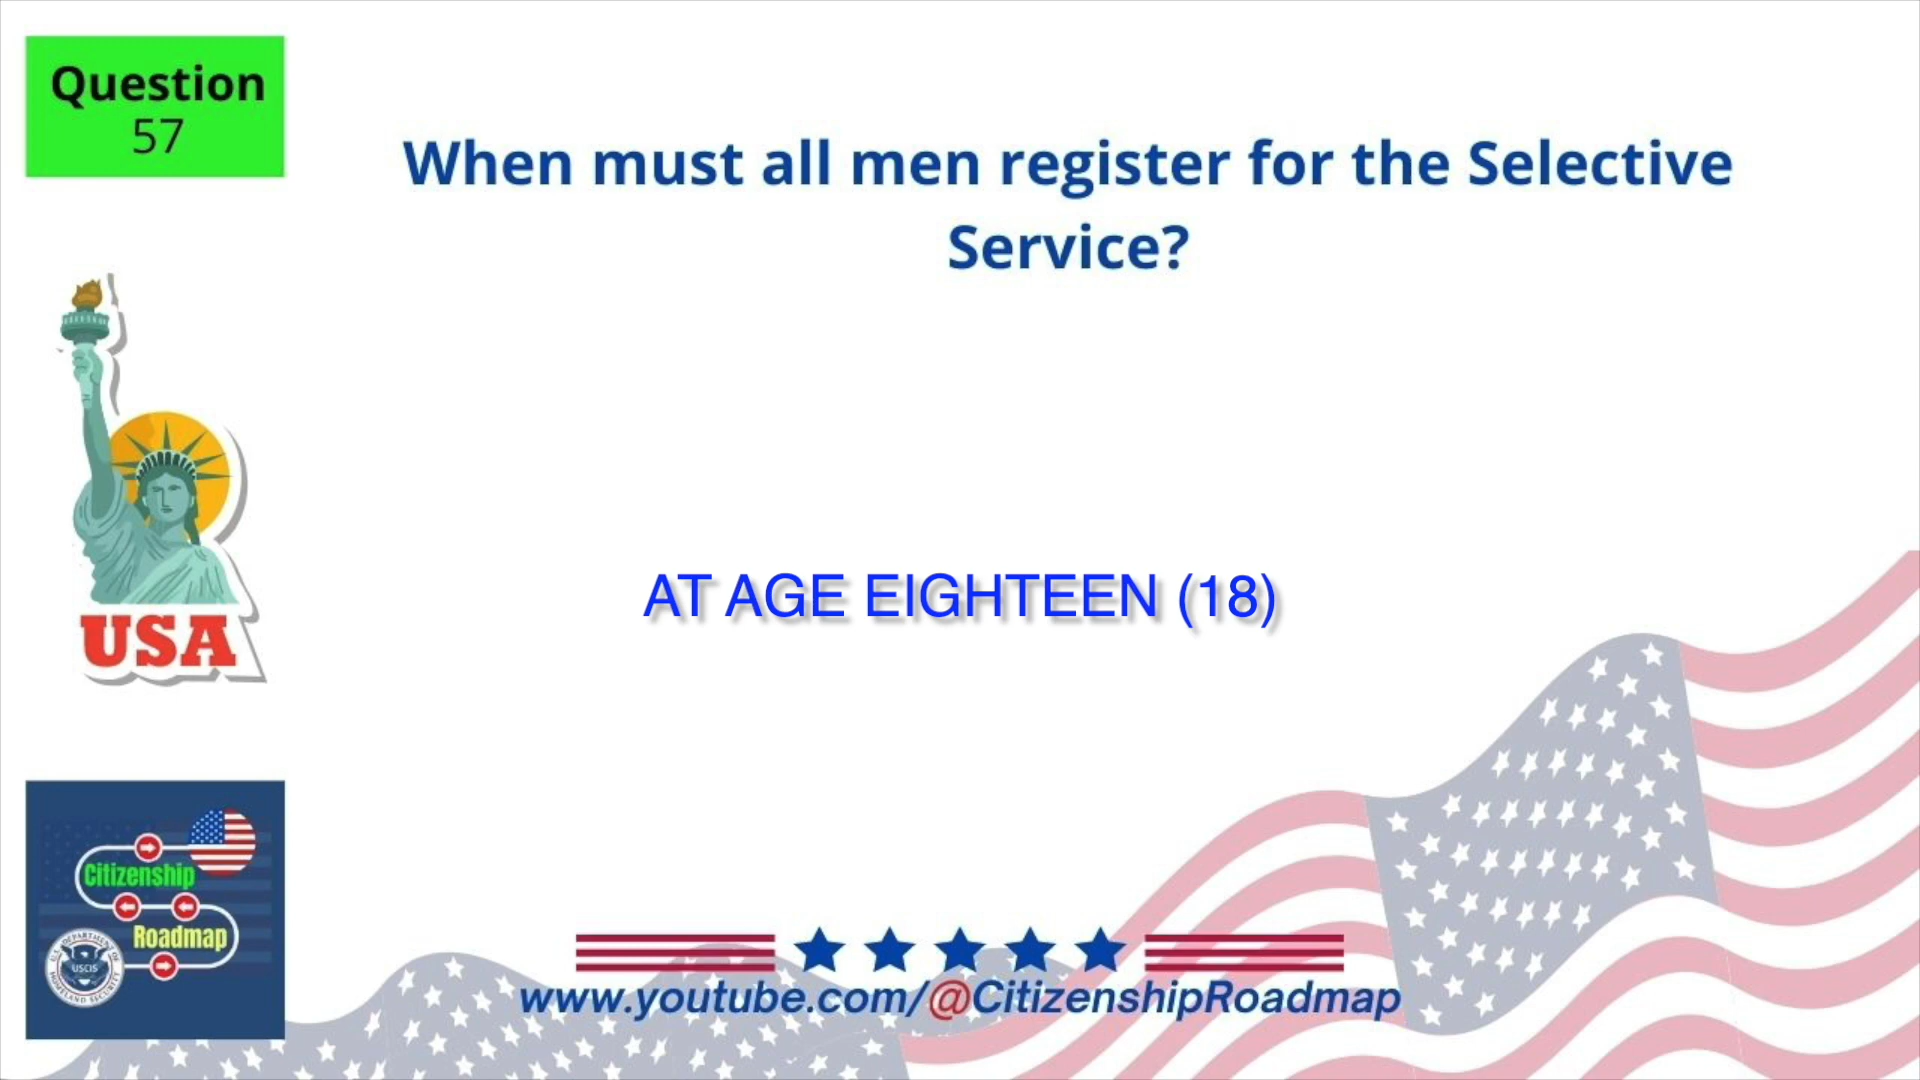 Question
57
When must all men register for the Selective
Service?
USA
AT AGE EIGHTEEN (18)
Citizenship
Roadmap
USCIS
www.youtube.com/@CitizenshipRoadmap